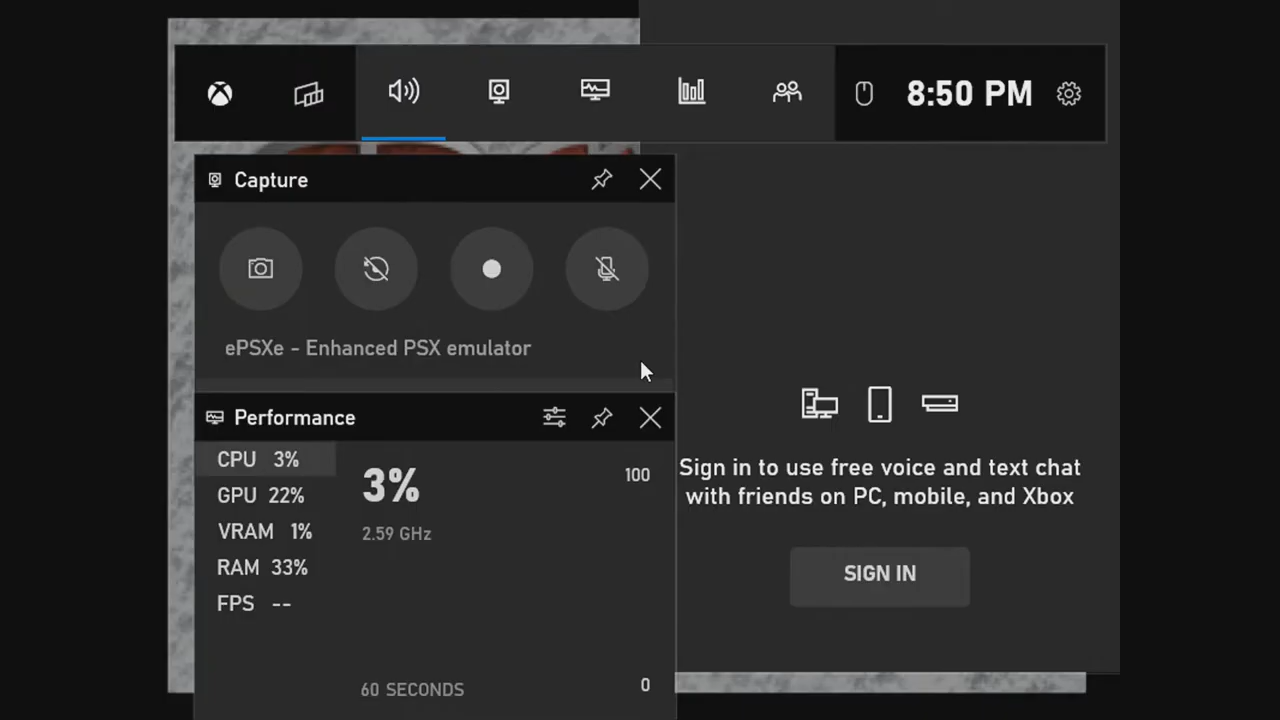 8:50 PM
Capture
ePSXe - Enhanced PSX emulator
Performance
CPU 3%
GPU 22%
VRAM 1%
RAM 33%
FPS --
3%
2.59 GHz
100
60 SECONDS
0
Sign in to use free voice and text chat
with friends on PC, mobile, and Xbox
SIGN IN